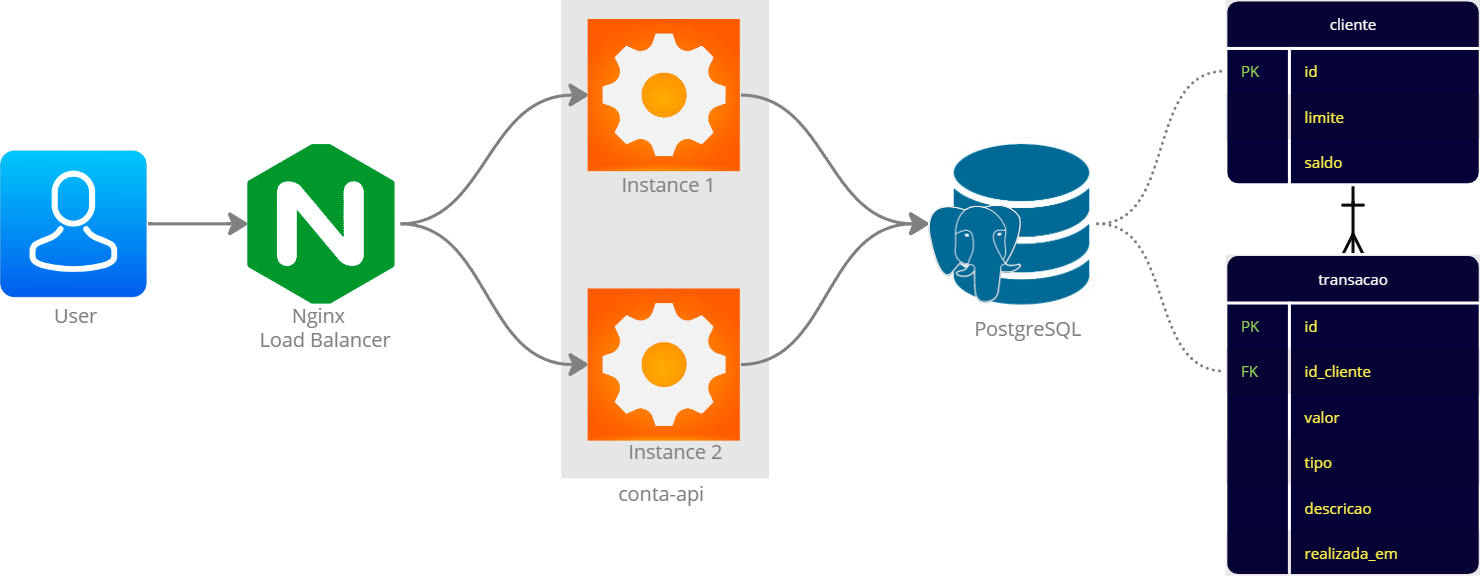 User
N
Nginx
Load Balancer
Instance 1
Instance 2
conta-api
PostgreSQL
cliente
PK id
limite
saldo
transacao
PK id
FK id_cliente
valor
tipo
descricao
realizada_em